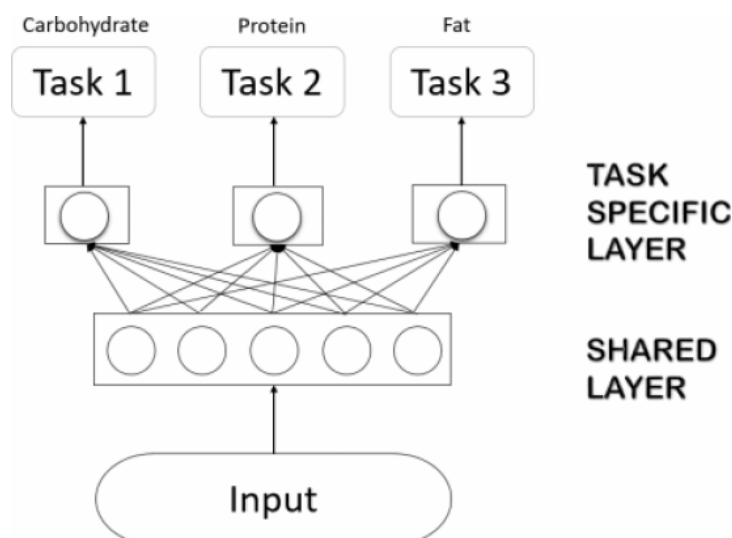 Carbohydrate Protein Fat
Task 1 Task 2 Task 3
TASK
SPECIFIC
LAYER
SHARED
LAYER
Input